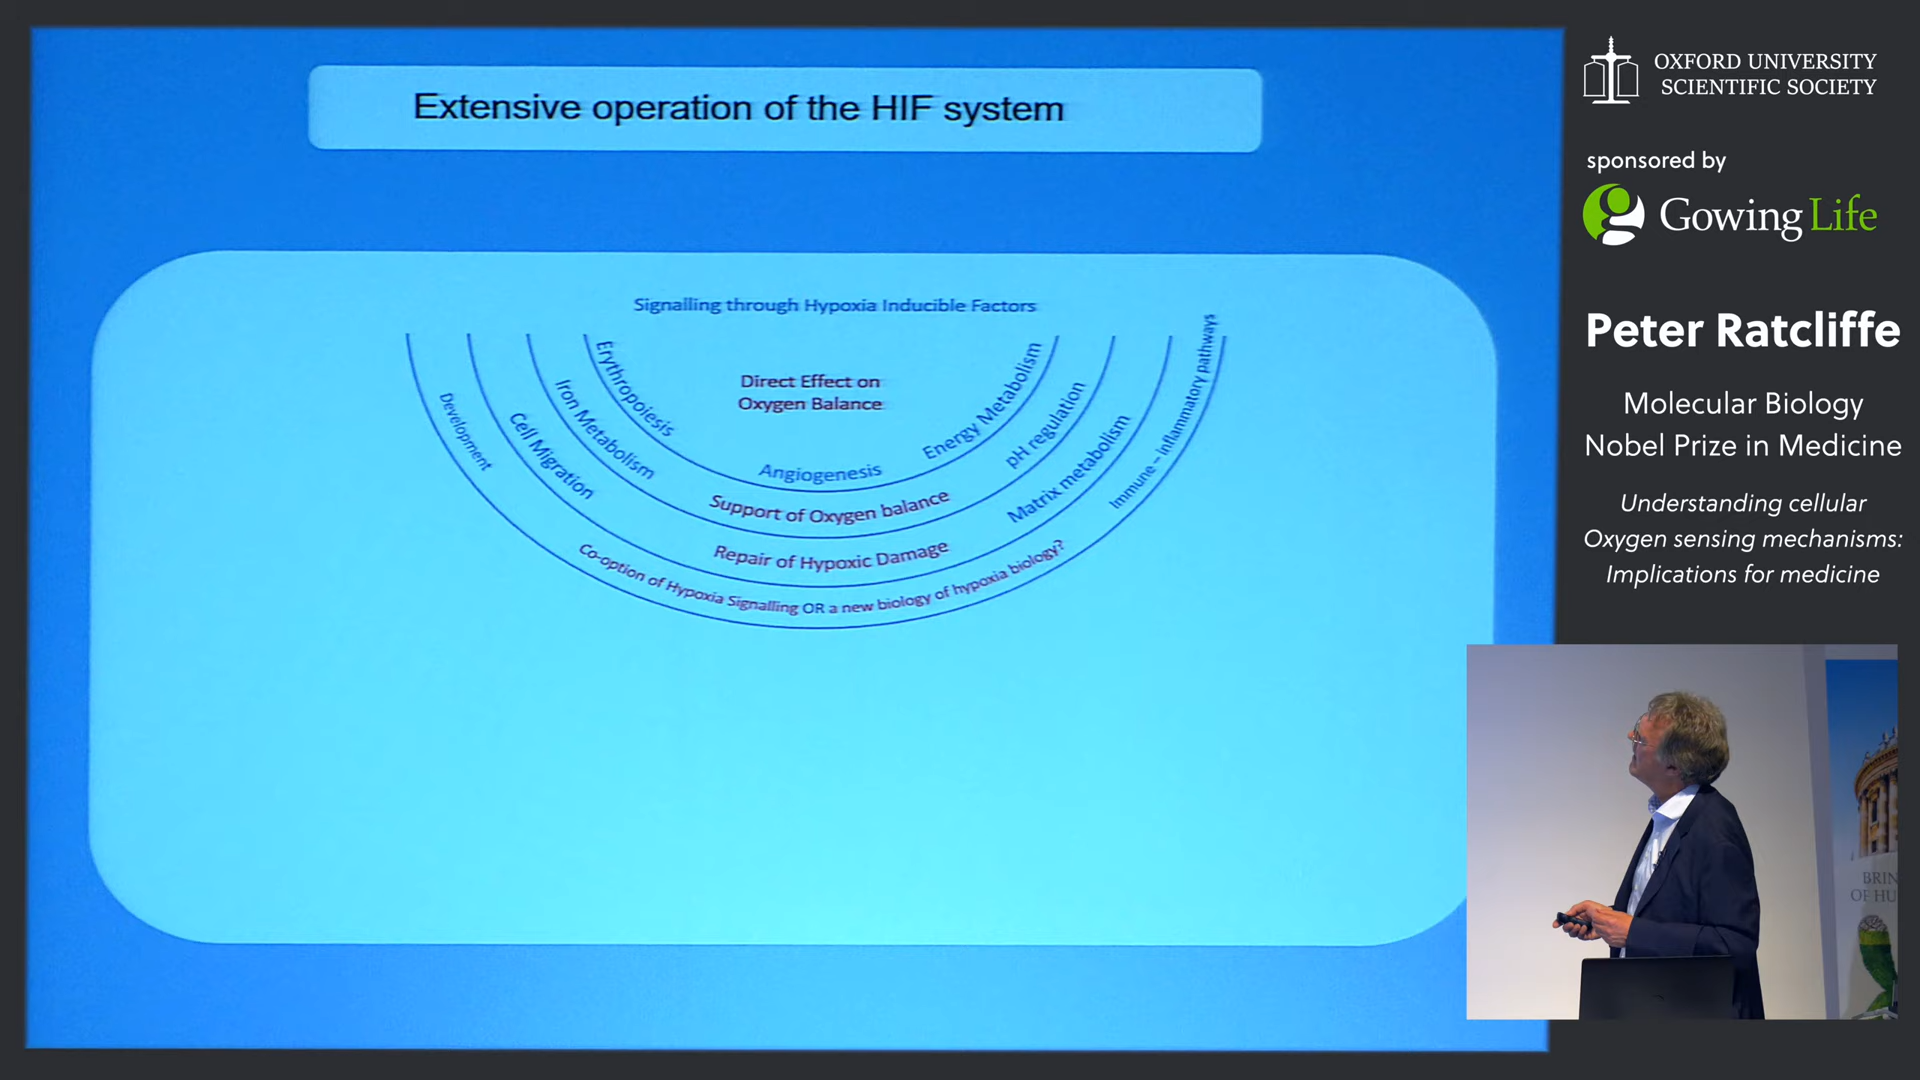 Extensive operation of the HIF system
Signalling through Hypoxia Inducible Factors
Direct Effect on
Oxygen Balance
Erythropoiesis
Angiogenesis
Energy Metabolism
Iron Metabolism
Support of Oxygen balance
pH regulation
Cell Migration
Repair of Hypoxic Damage
Matrix metabolism
Development
Co-option of Hypoxia Signalling OR a new biology of hypoxia biology?
Immune – inflammatory pathways
OXFORD UNIVERSITY
SCIENTIFIC SOCIETY
sponsored by
Gowing Life
Peter Ratcliffe
Molecular Biology
Nobel Prize in Medicine
Understanding cellular
Oxygen sensing mechanisms:
Implications for medicine
BRIN
OF HU